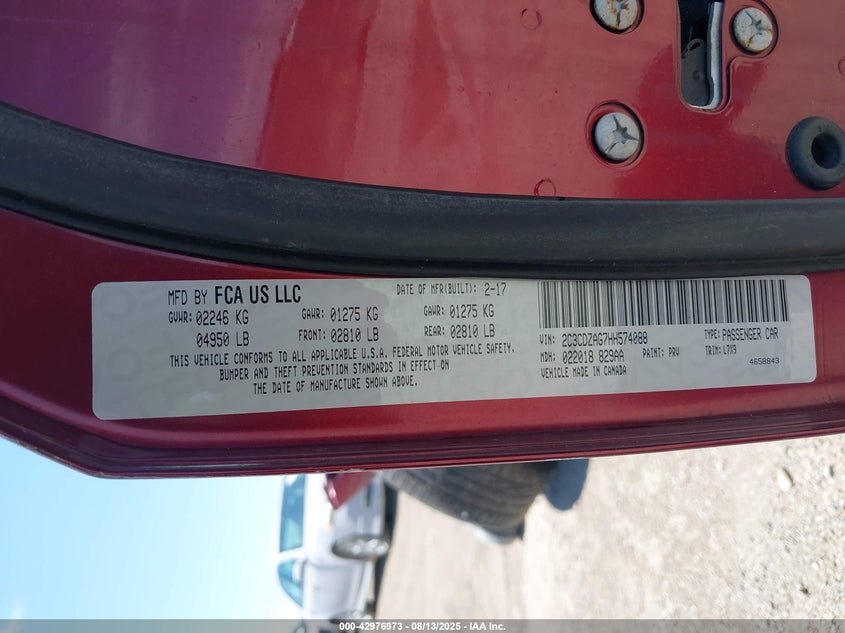 MFD BY FCA US LLC DATE OF MFR(BUILT): 2-17
GVWR: 02246 KG GAWR: 01275 KG GAWR: 01275 KG
04950 LB FRONT: 02810 LB REAR: 02810 LB
THIS VEHICLE CONFORMS TO ALL APPLICABLE U.S.A. FEDERAL MOTOR VEHICLE SAFETY,
BUMPER AND THEFT PREVENTION STANDARDS IN EFFECT ON
THE DATE OF MANUFACTURE SHOWN ABOVE.
VIN: 2C3CDZAG7HH574088 TYPE: PASSENGER CAR
MDH: 022018 829AA PAINT: PRV TRIM: L7X9
VEHICLE MADE IN CANADA 4658843
000-42976973 | 08/13/2025 | IAA Inc.